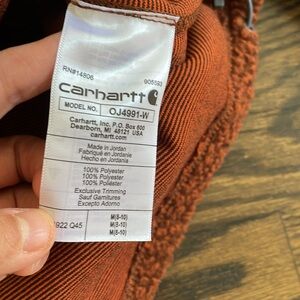 RN#14806 905593
carhartt
MODEL NO. OJ4991-W
Carhartt, Inc. P.O. Box 600
Dearborn, MI 48121 USA
carhartt.com
Made in Jordan
Fabriqué en Jordanie
Hecho en Jordania
100% Polyester
100% Polyester
100% Poliéster
Exclusive Trimming
Sauf Garnitures
Excepto Adorno
922 Q45 M(8-10)
M(8-10)
M(8-10)